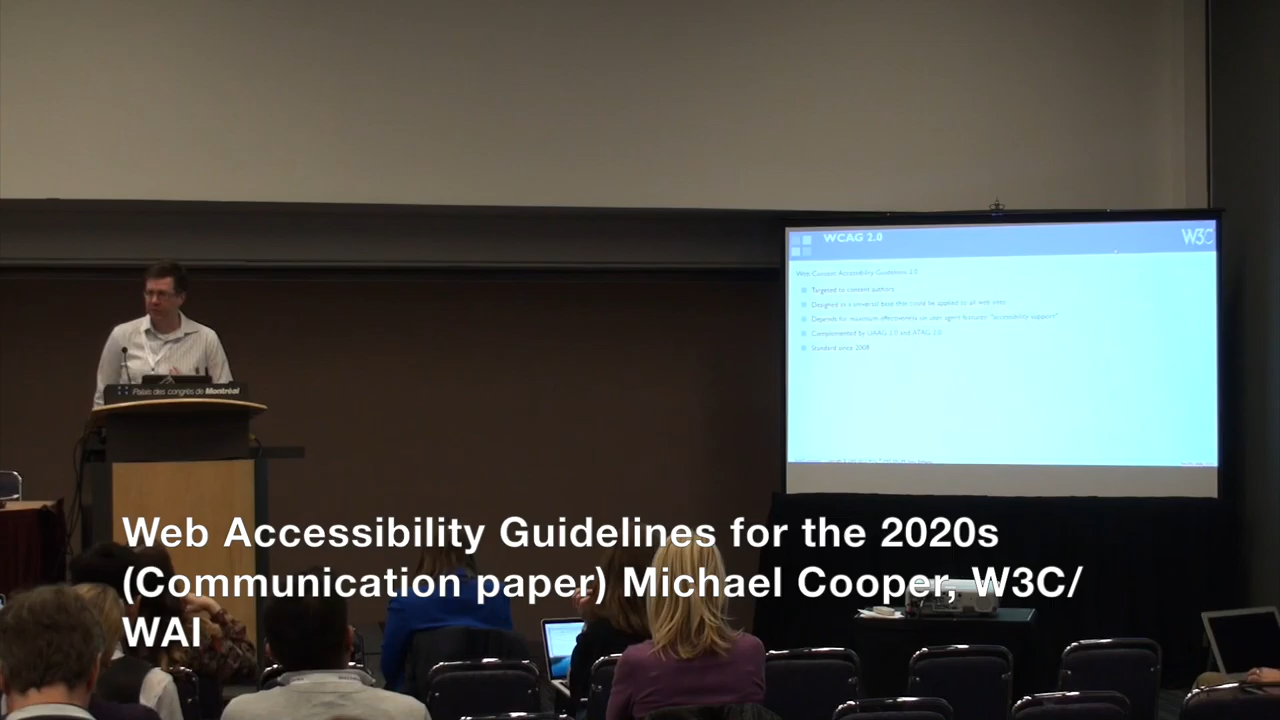 WCAG 2.0
W3C
Web Content Accessibility Guidelines 2.0
Targeted to content authors
Designed as a universal base that could be applied to all web sites
Depends for maximum effectiveness on user agent features: "accessibility support"
Complemented by UAAG 2.0 and ATAG 2.0
Standard since 2008
Palais des congrès de Montréal
Web Accessibility Guidelines for the 2020s
(Communication paper) Michael Cooper, W3C/
WAI